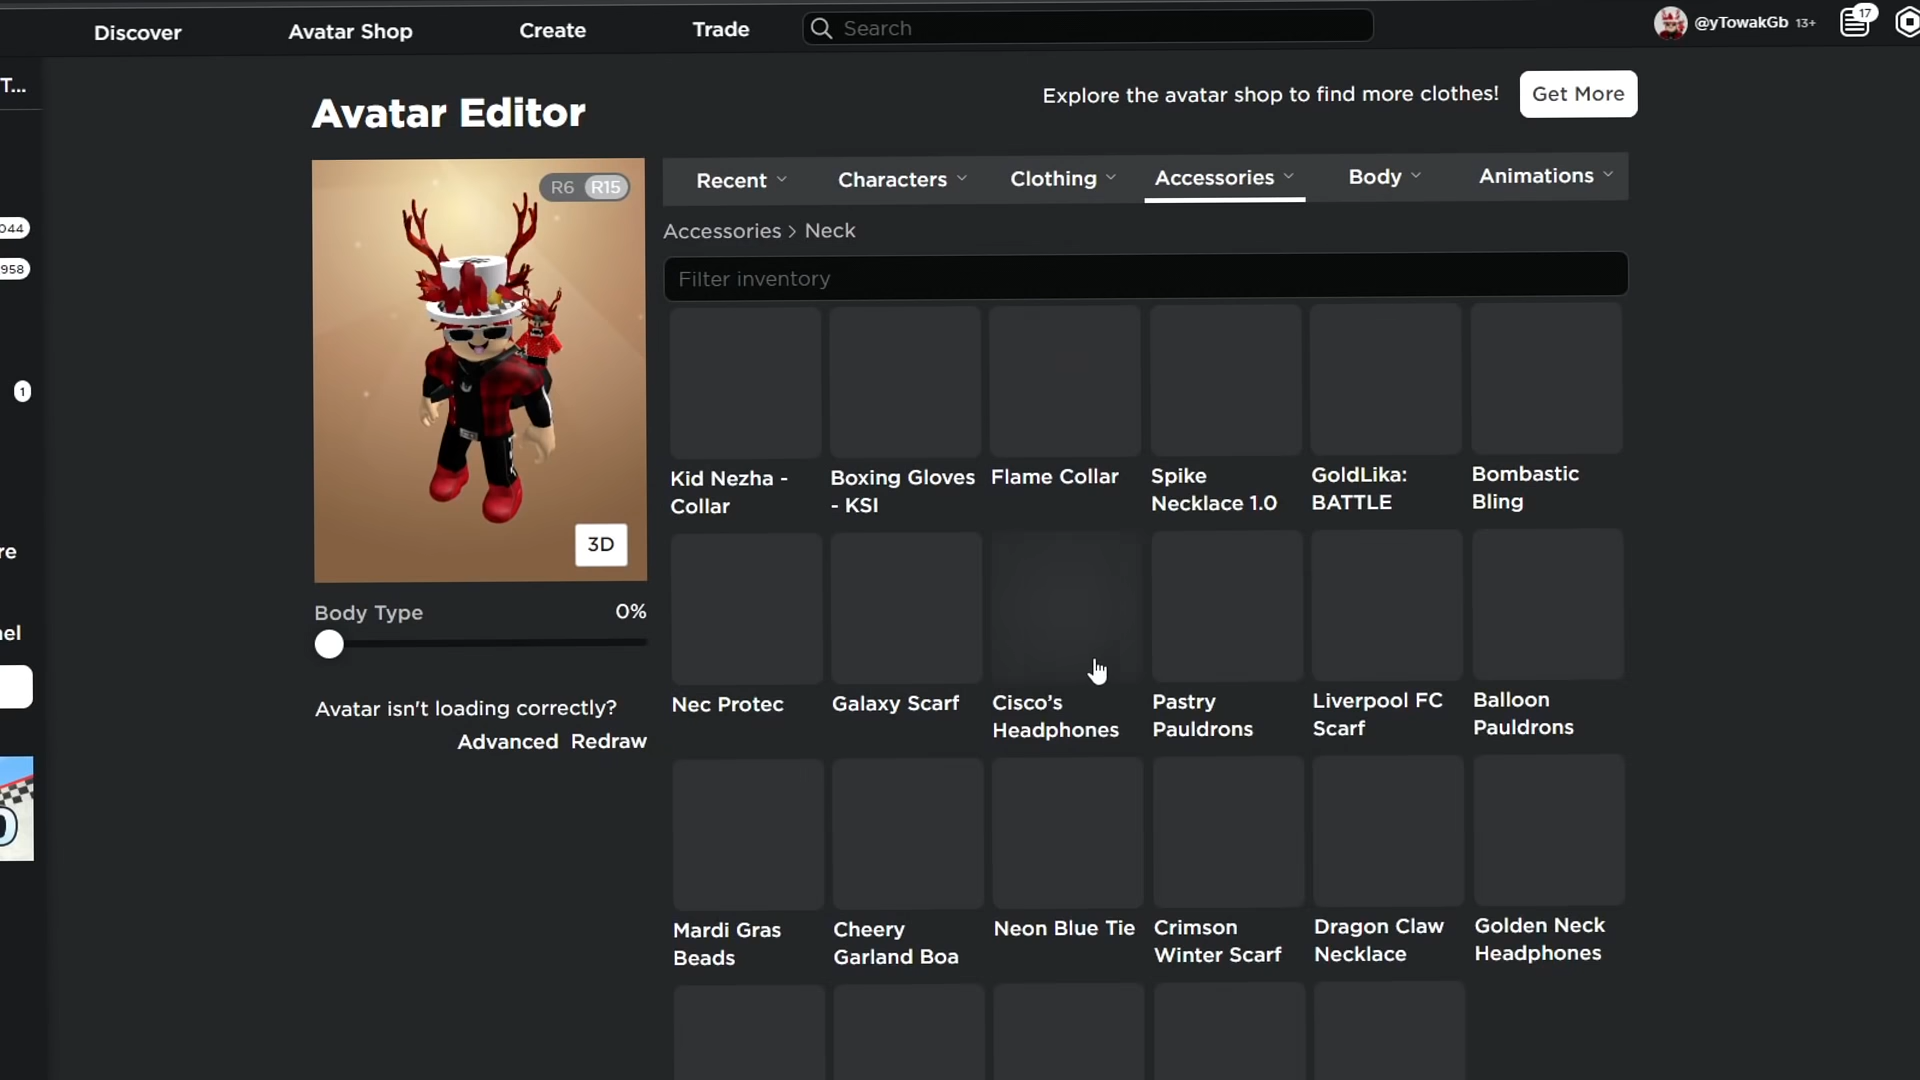 Discover
Avatar Shop
Create
Trade
Search
@yTowakGb 13+
17
T...
Avatar Editor
Explore the avatar shop to find more clothes!
Get More
R6 R15
Recent
Characters
Clothing
Accessories
Body
Animations
Accessories > Neck
044
958
Filter inventory
1
Kid Nezha -
Collar
Boxing Gloves
- KSI
Flame Collar
Spike
Necklace 1.0
GoldLika:
BATTLE
Bombastic
Bling
3D
re
Body Type
0%
el
Avatar isn't loading correctly?
Advanced
Redraw
Nec Protec
Galaxy Scarf
Cisco's
Headphones
Pastry
Pauldrons
Liverpool FC
Scarf
Balloon
Pauldrons
Mardi Gras
Beads
Cheery
Garland Boa
Neon Blue Tie
Crimson
Winter Scarf
Dragon Claw
Necklace
Golden Neck
Headphones